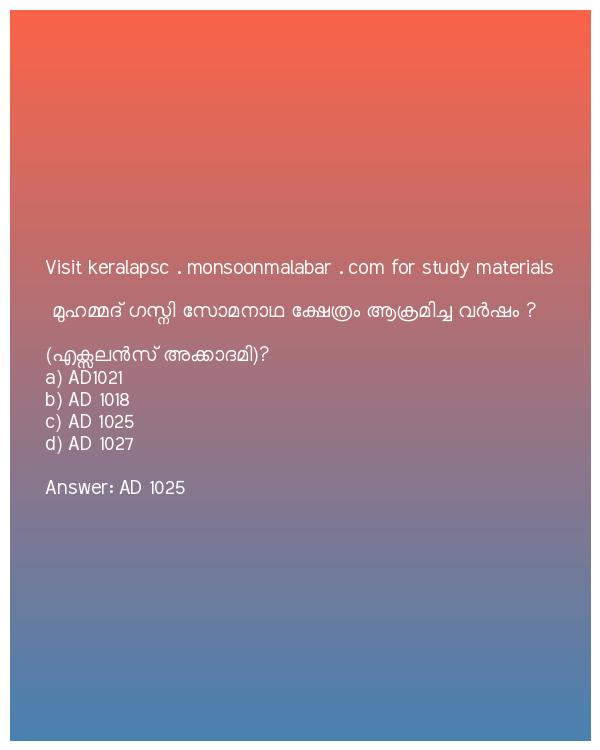 Visit keralapsc . monsoonmalabar . com for study materials
മുഹമ്മദ് ഗസ്നി സോമനാഥ ക്ഷേത്രം ആക്രമിച്ച വർഷം ?
(എക്സലൻസ് അക്കാദമി)?
a) AD1021
b) AD 1018
c) AD 1025
d) AD 1027
Answer: AD 1025